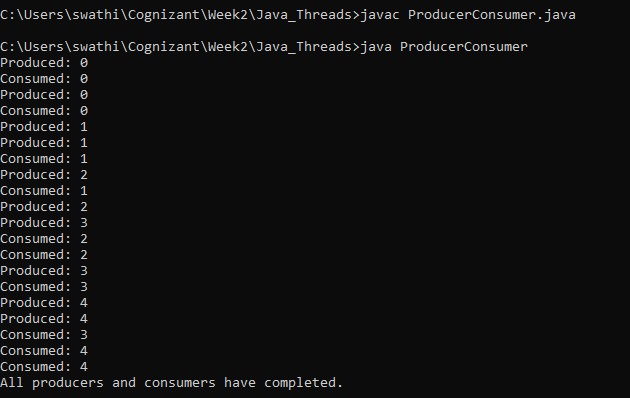 C:\Users\swathi\Cognizant\Week2\Java_Threads>javac ProducerConsumer.java
C:\Users\swathi\Cognizant\Week2\Java_Threads>java ProducerConsumer
Produced: 0
Consumed: 0
Produced: 0
Consumed: 0
Produced: 1
Produced: 1
Consumed: 1
Produced: 2
Consumed: 1
Produced: 2
Produced: 3
Consumed: 2
Consumed: 2
Produced: 3
Consumed: 3
Produced: 4
Produced: 4
Consumed: 3
Consumed: 4
Consumed: 4
All producers and consumers have completed.